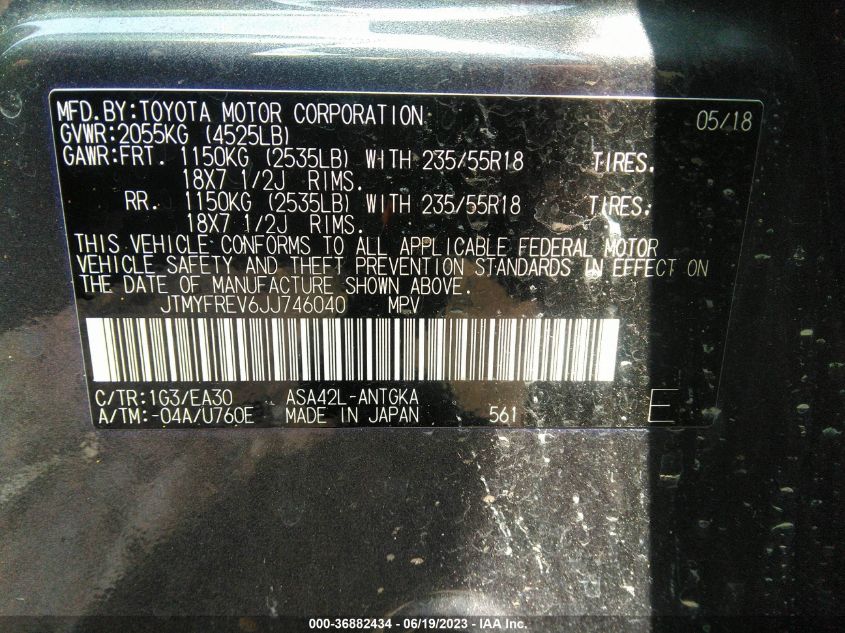 MFD.BY:TOYOTA MOTOR CORPORATION 05/18
GVWR:2055KG (4525LB)
GAWR:FRT. 1150KG (2535LB) WITH 235/55R18 TIRES.
18X7 1/2J RIMS.
RR. 1150KG (2535LB) WITH 235/55R18 TIRES.
18X7 1/2J RIMS.
THIS VEHICLE CONFORMS TO ALL APPLICABLE FEDERAL MOTOR
VEHICLE SAFETY AND THEFT PREVENTION STANDARDS IN EFFECT ON
THE DATE OF MANUFACTURE SHOWN ABOVE.
JTMYFREV6JJ746040 MPV
C/TR:1G3/EA30 ASA42L-ANTGKA
A/TM:-04A/U760E MADE IN JAPAN 561 E
000-36882434 - 06/19/2023 - IAA Inc.